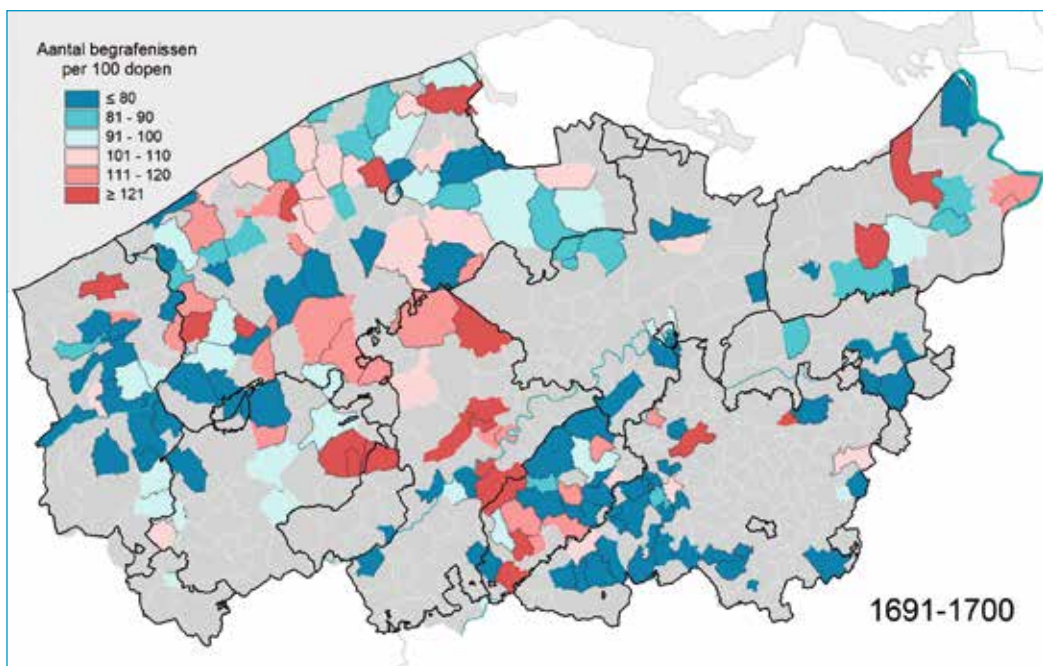 Aantal begrafenissen
per 100 dopen
≤ 80
81 - 90
91 - 100
101 - 110
111 - 120
≥ 121
1691-1700